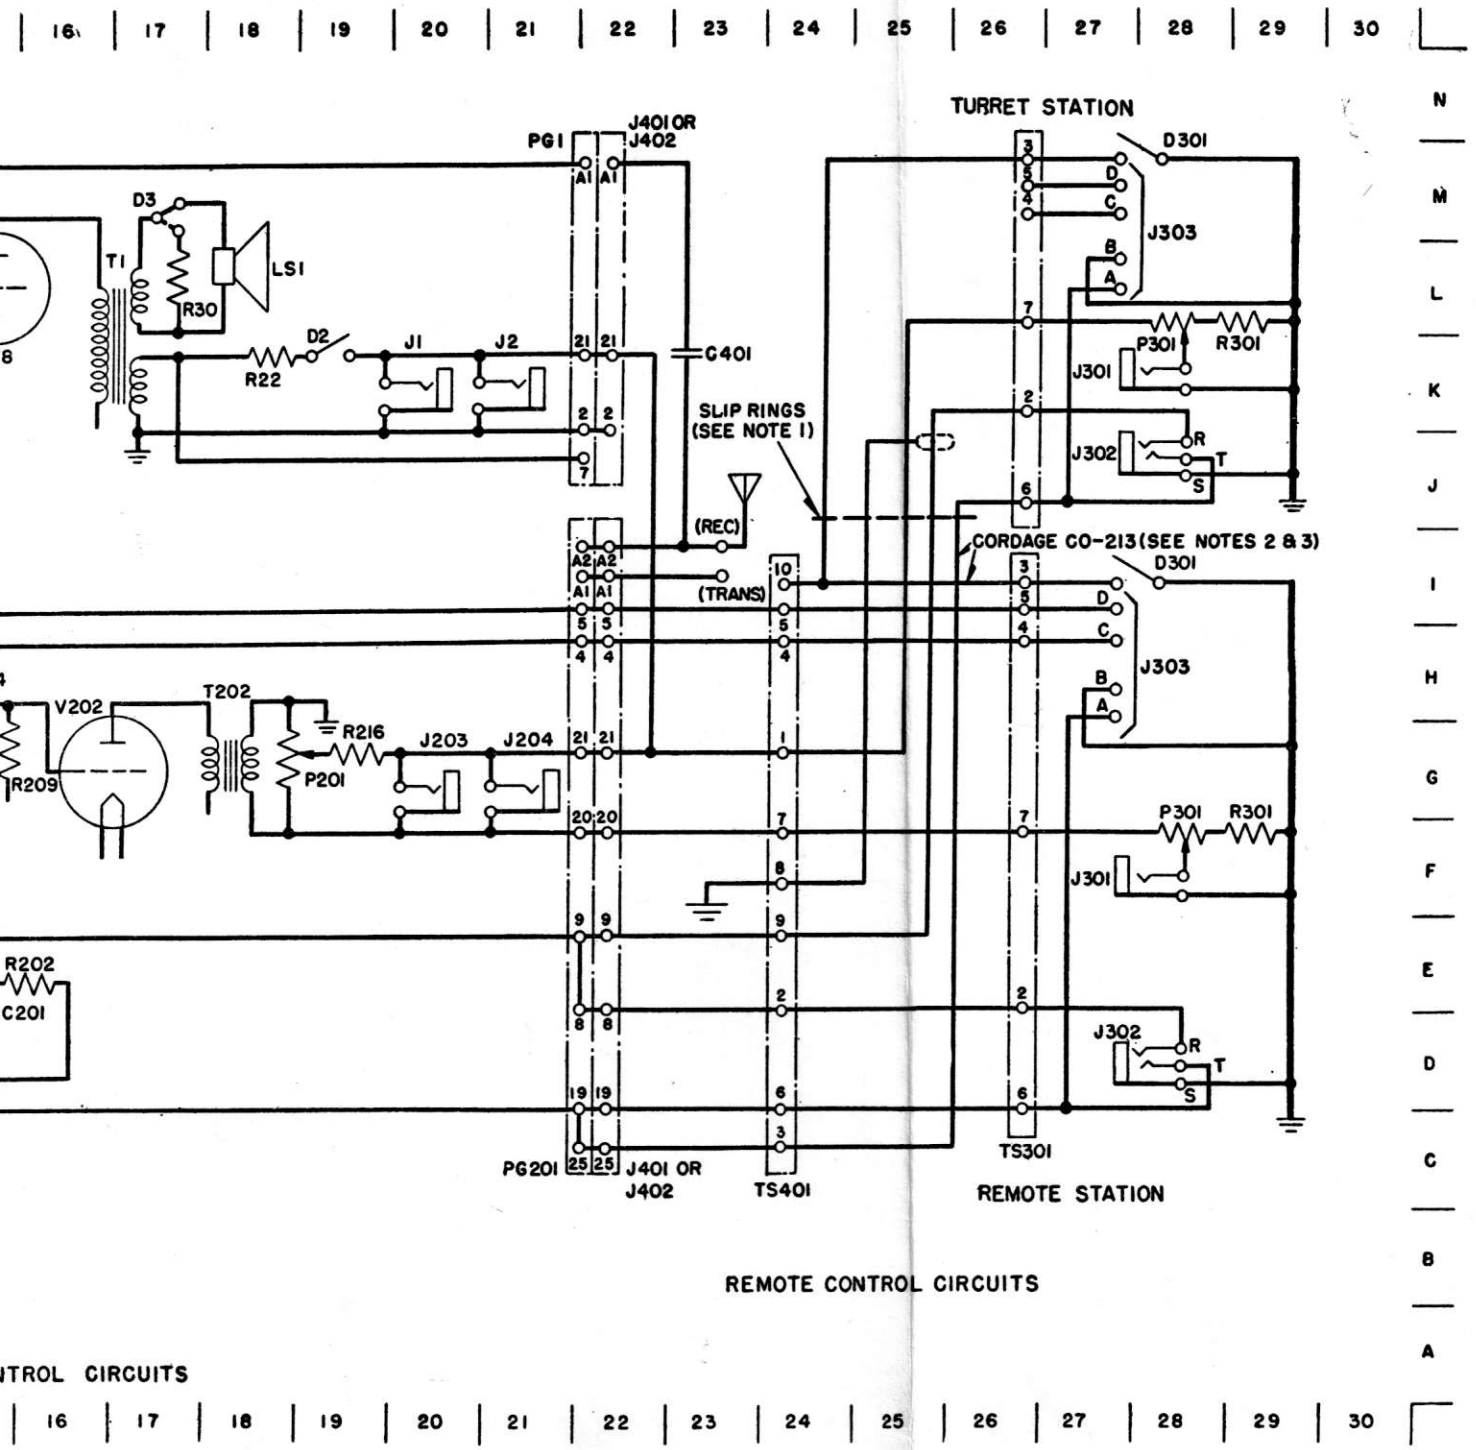 16 17 18 19 20 21 22 23 24 25 26 27 28 29 30
N
TURRET STATION
J401 OR
PG1 J402
3 D301
A1 A1
5 D
M
D3
4 C
J303
B
T1
LS1
A
L
R30
7
D2 J1 J2 21 21
P301 R301
8
C401
R22
J301
K
2
SLIP RINGS
(SEE NOTE 1)
2 2
R
J302 T
7
S
J
6
(REC)
CORDAGE CO-213 (SEE NOTES 2 & 3)
A2 A2
10 3 D301
A1 A1 (TRANS)
I
5 D
5 5 5
4 C
4 4 4
J303
H
4
T202
B
V202
A
R216 J203 J204 21 21 1
P201
G
R209
20 20 7 7 P301 R301
8
J301
F
9 9 9
R202
E
2 2
C201
8 8
J302 R
T
D
19 19 6 6
S
3
TS301
C
PG201 25 25 J401 OR
TS401
J402
REMOTE STATION
B
REMOTE CONTROL CIRCUITS
A
NTROL CIRCUITS
16 17 18 19 20 21 22 23 24 25 26 27 28 29 30